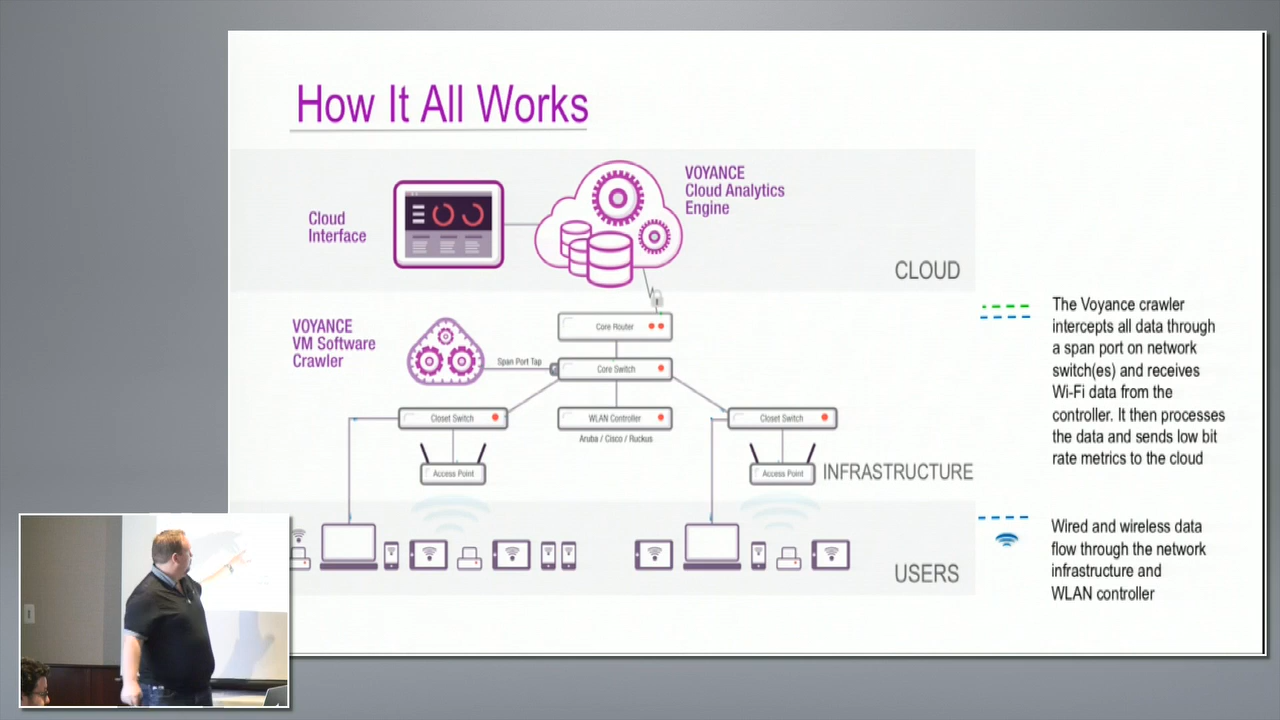 How It All Works
VOYANCE
Cloud Analytics
Engine
Cloud
Interface
CLOUD
VOYANCE
VM Software
Crawler
Core Router
Span Port Tap
Core Switch
Closet Switch
WLAN Controller
Closet Switch
Aruba / Cisco / Ruckus
Access Point
Access Point
INFRASTRUCTURE
USERS
The Voyance crawler
intercepts all data through
a span port on network
switch(es) and receives
Wi-Fi data from the
controller. It then processes
the data and sends low bit
rate metrics to the cloud
Wired and wireless data
flow through the network
infrastructure and
WLAN controller